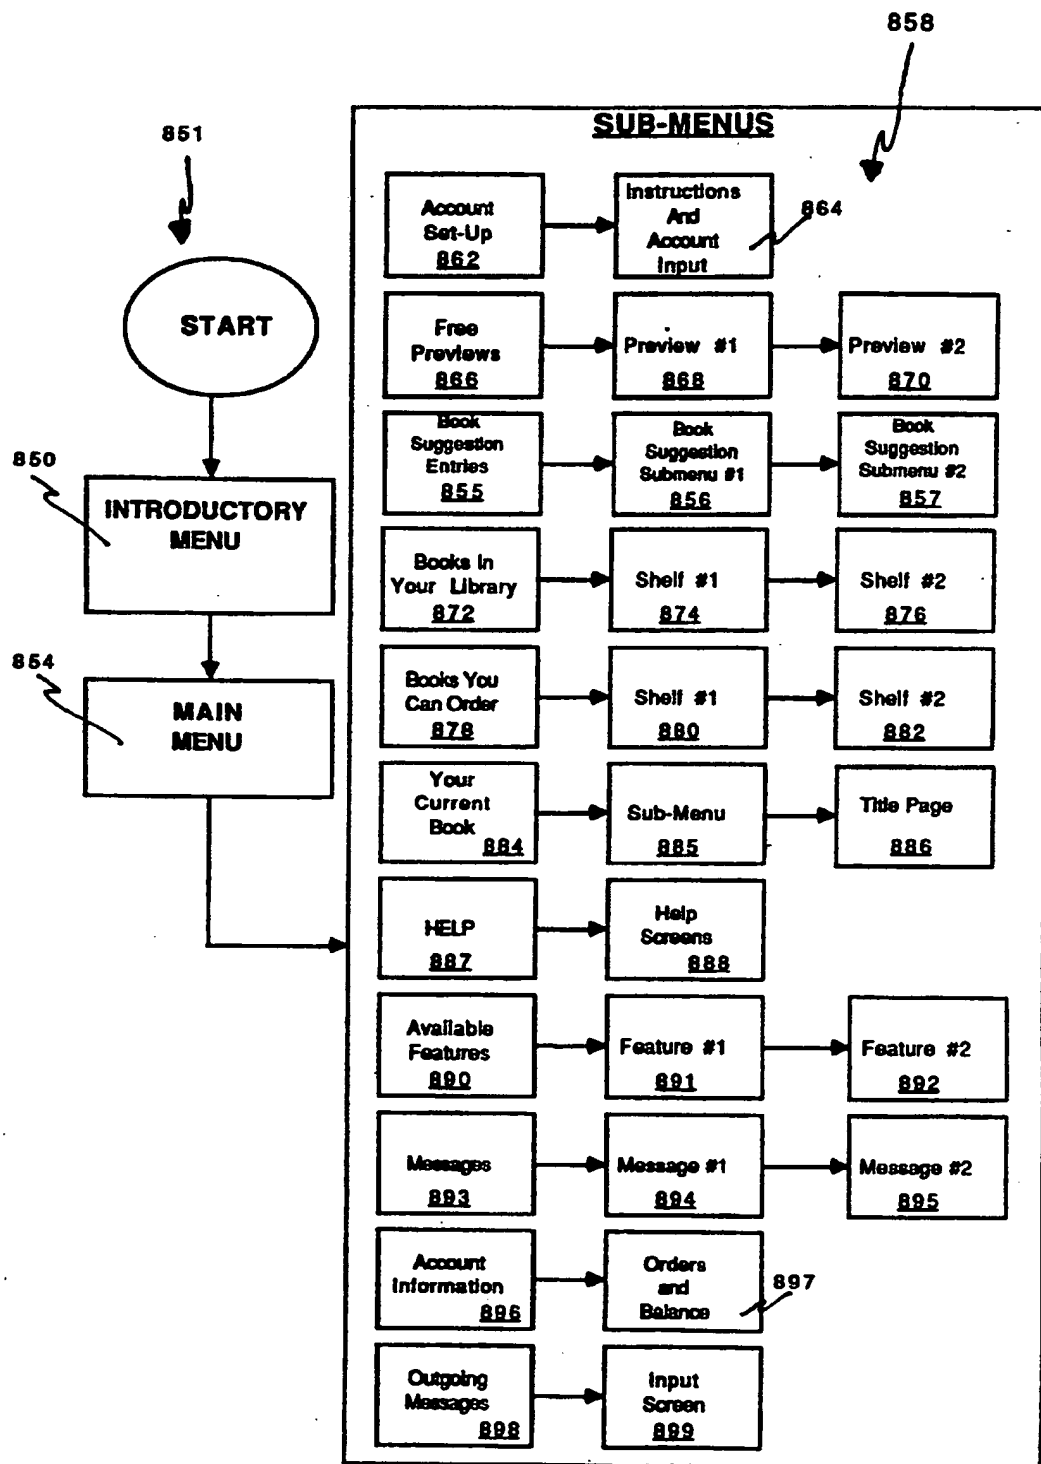 858
851
SUB-MENUS
START
850
INTRODUCTORY
MENU
854
MAIN
MENU
Account
Set-Up
862
Instructions
And
Account
Input
864
Free
Previews
866
Preview #1
868
Preview #2
870
Book
Suggestion
Entries
855
Book
Suggestion
Submenu #1
856
Book
Suggestion
Submenu #2
857
Books In
Your Library
872
Shelf #1
874
Shelf #2
876
Books You
Can Order
878
Shelf #1
880
Shelf #2
882
Your
Current
Book
884
Sub-Menu
885
Title Page
886
HELP
887
Help
Screens
888
Available
Features
890
Feature #1
891
Feature #2
892
Messages
893
Message #1
894
Message #2
895
Account
Information
896
Orders
and
Balance
897
Outgoing
Messages
898
Input
Screen
899